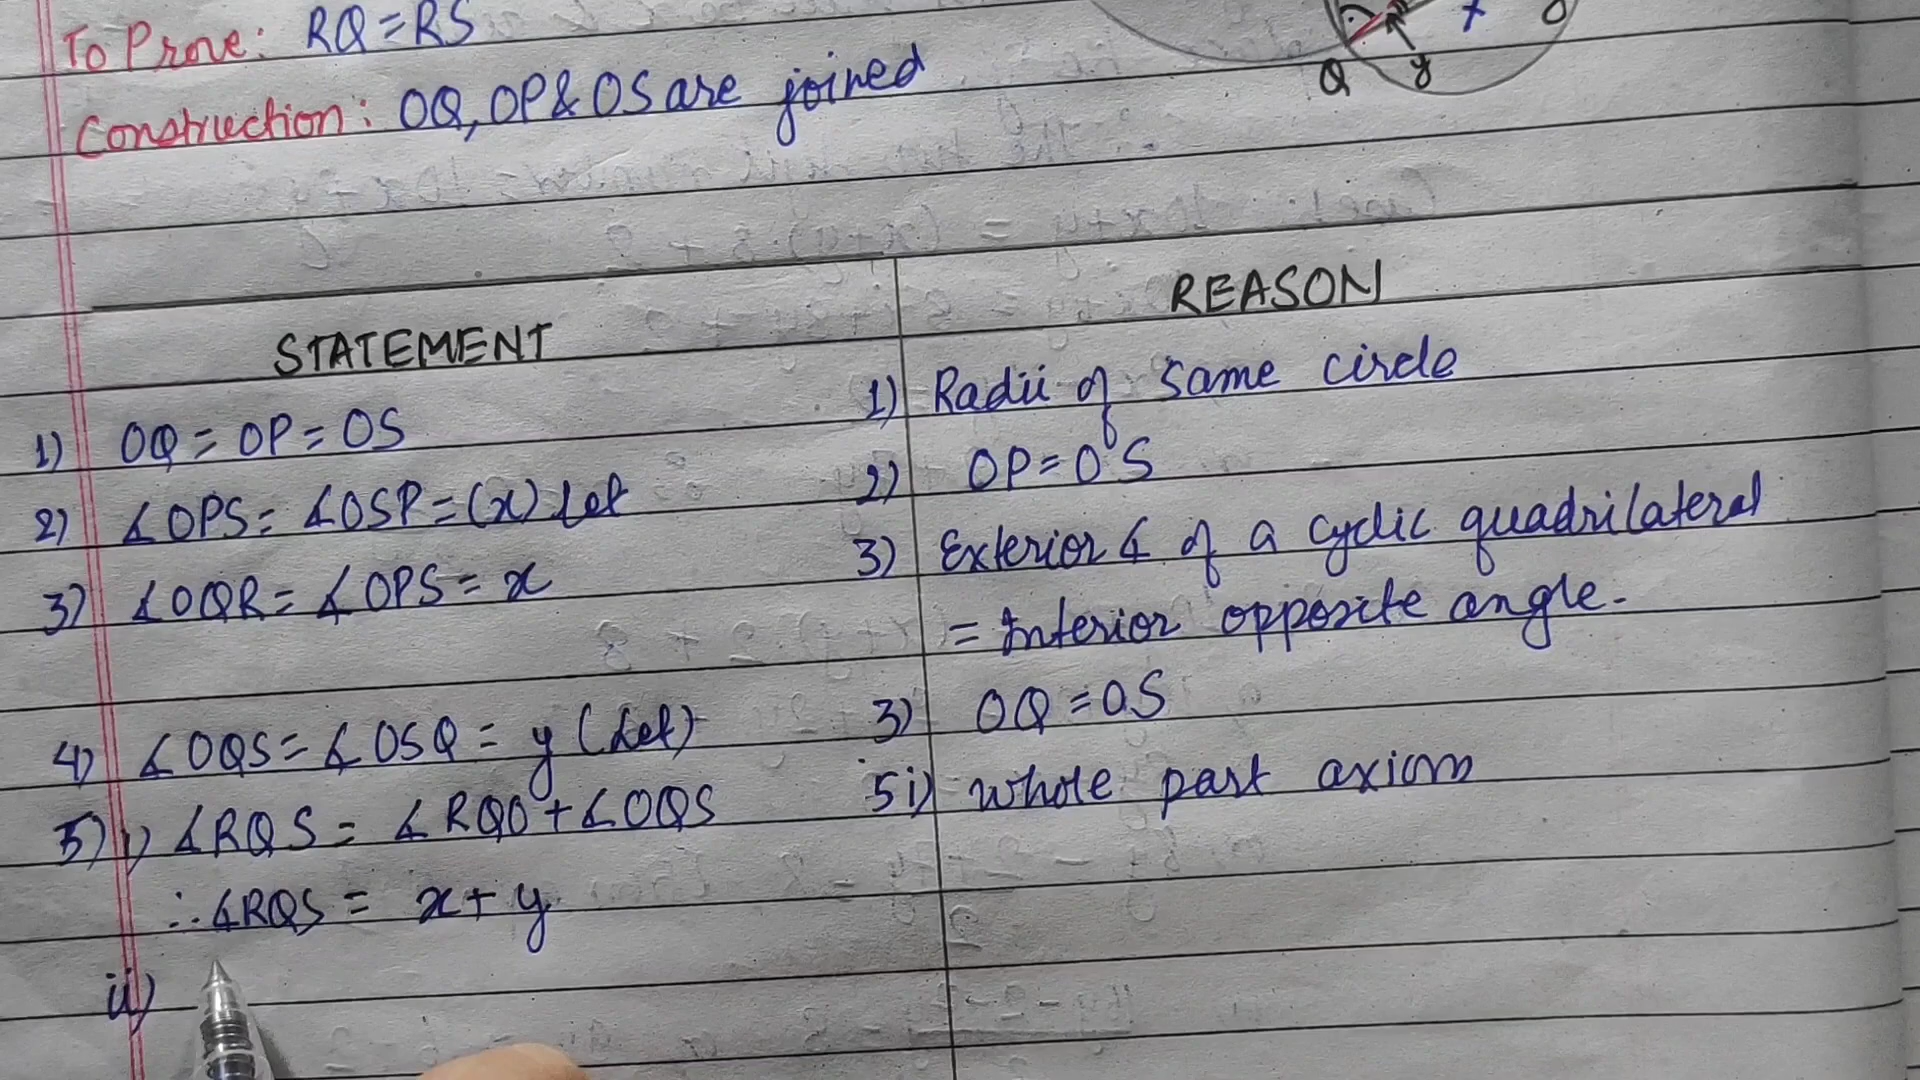 To Prove: RQ=RS
Construction: OQ, OP & OS are joined
x
Q y
STATEMENT
REASON
1) OQ = OP = OS
1) Radii of same circle
2) ∡OPS = ∡OSP = (x) Let
2) OP = OS
3) ∡OQR = ∡OPS = x
3) Exterior ∡ of a cyclic quadrilateral
= Interior opposite angle.
4) ∡OQS = ∡OSQ = y (Let)
3) OQ = OS
5) i) ∡RQS = ∡RQO + ∡OQS
5i) whole part axiom
∴ ∡RQS = x + y
ii)